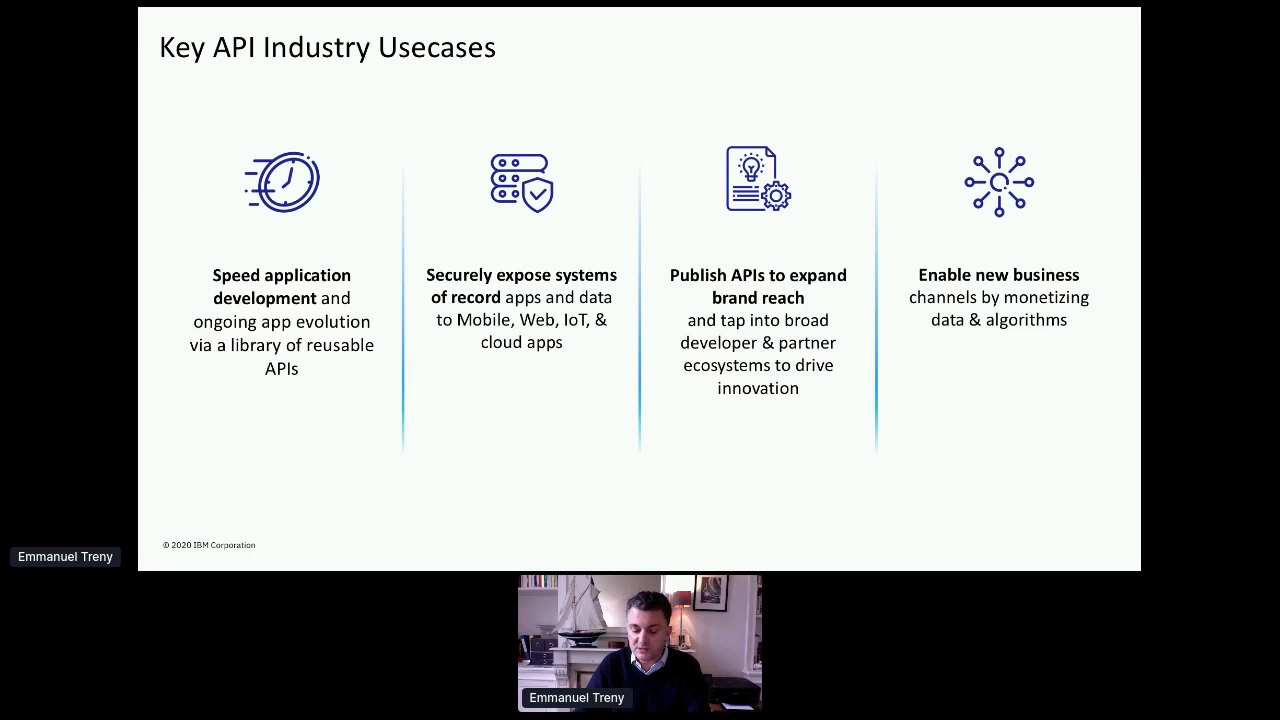 Key API Industry Usecases
Speed application
development and
ongoing app evolution
via a library of reusable
APIs
Securely expose systems
of record apps and data
to Mobile, Web, IoT, &
cloud apps
Publish APIs to expand
brand reach
and tap into broad
developer & partner
ecosystems to drive
innovation
Enable new business
channels by monetizing
data & algorithms
© 2020 IBM Corporation
Emmanuel Treny
Emmanuel Treny